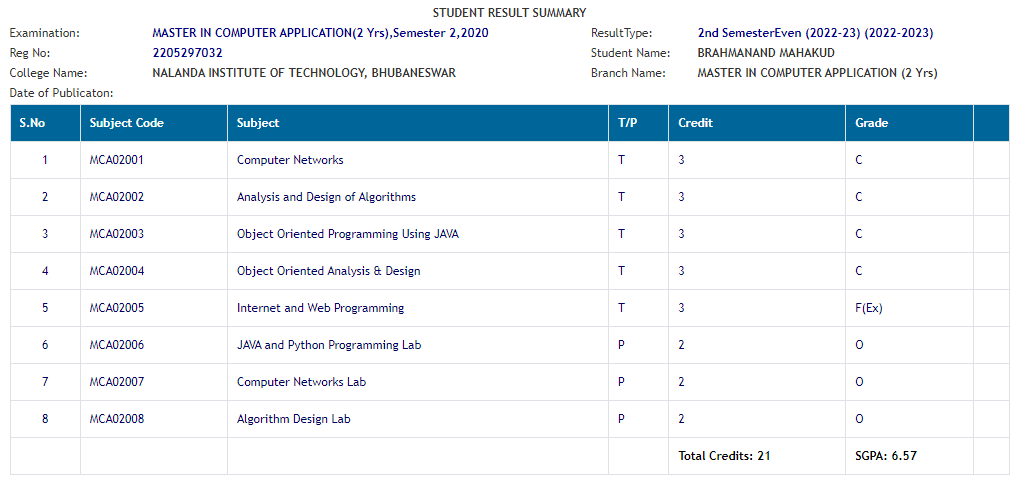 STUDENT RESULT SUMMARY
Examination: MASTER IN COMPUTER APPLICATION(2 Yrs),Semester 2,2020 ResultType: 2nd SemesterEven (2022-23) (2022-2023)
Reg No: 2205297032 Student Name: BRAHMANAND MAHAKUD
College Name: NALANDA INSTITUTE OF TECHNOLOGY, BHUBANESWAR Branch Name: MASTER IN COMPUTER APPLICATION (2 Yrs)
Date of Publicaton:
S.No Subject Code Subject T/P Credit Grade
1 MCA02001 Computer Networks T 3 C
2 MCA02002 Analysis and Design of Algorithms T 3 C
3 MCA02003 Object Oriented Programming Using JAVA T 3 C
4 MCA02004 Object Oriented Analysis & Design T 3 C
5 MCA02005 Internet and Web Programming T 3 F(Ex)
6 MCA02006 JAVA and Python Programming Lab P 2 O
7 MCA02007 Computer Networks Lab P 2 O
8 MCA02008 Algorithm Design Lab P 2 O
Total Credits: 21 SGPA: 6.57